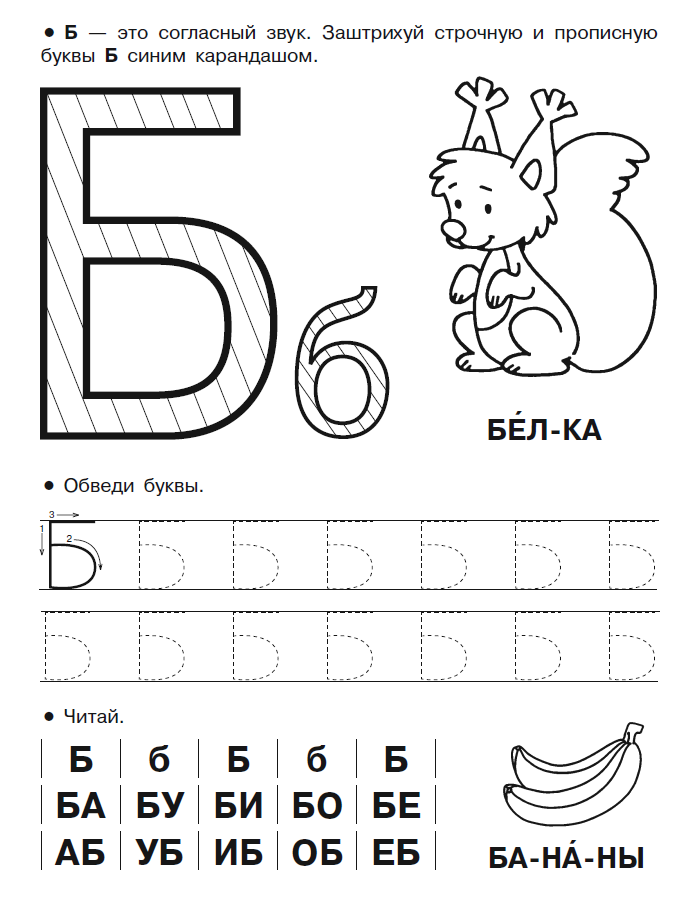 • Б — это согласный звук. Заштрихуй строчную и прописную
буквы Б синим карандашом.
Б б
БЕ́Л-КА
• Обведи буквы.
3
1
2
Б Б Б Б Б Б Б
Б Б Б Б Б Б Б
• Читай.
Б б Б б Б
БА БУ БИ БО БЕ
АБ УБ ИБ ОБ ЕБ
БА-НА́-НЫ